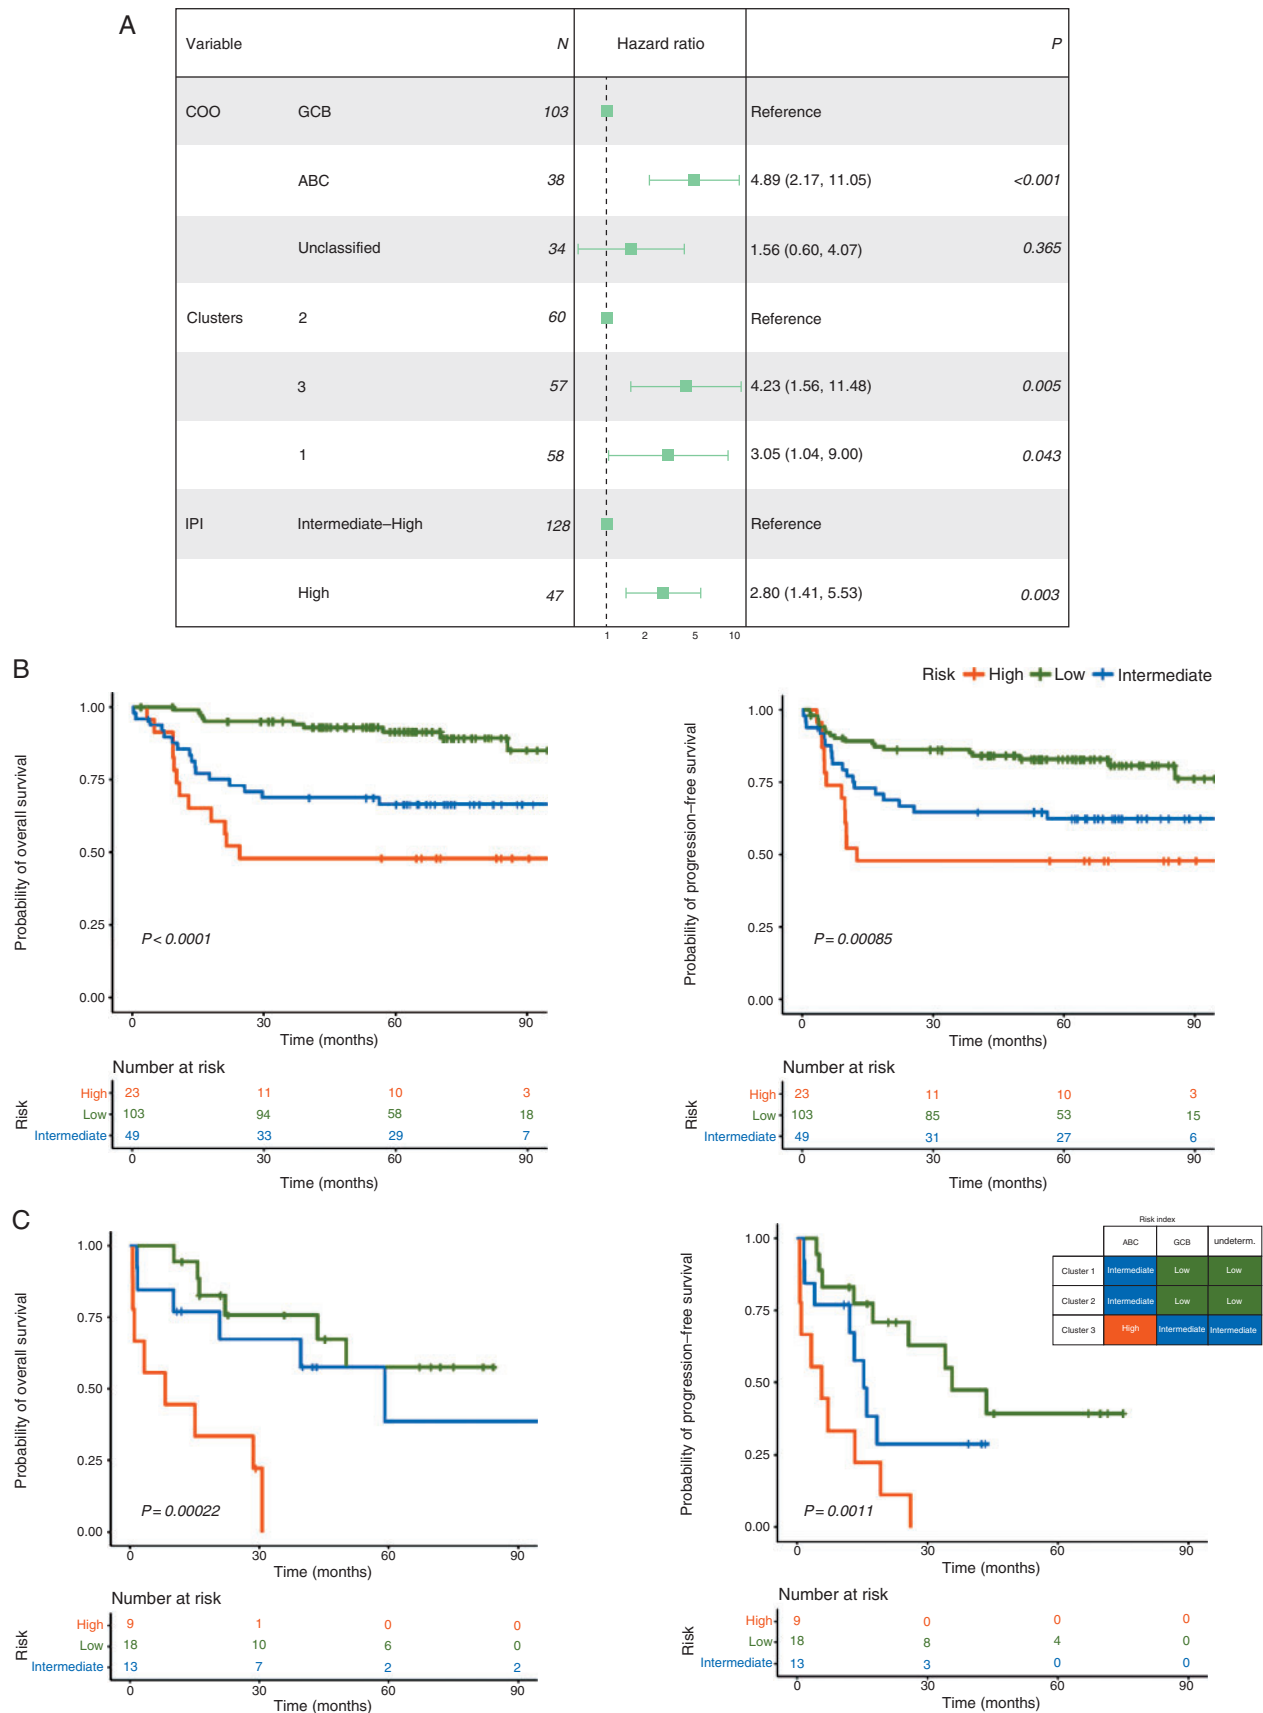 A
Variable N Hazard ratio P
COO GCB 103 Reference
ABC 38 4.89 (2.17, 11.05) <0.001
Unclassified 34 1.56 (0.60, 4.07) 0.365
Clusters 2 60 Reference
3 57 4.23 (1.56, 11.48) 0.005
1 58 3.05 (1.04, 9.00) 0.043
IPI Intermediate–High 128 Reference
High 47 2.80 (1.41, 5.53) 0.003
1 2 5 10
B
Risk High Low Intermediate
Probability of overall survival
1.00
0.75
0.50
0.25
0.00
P < 0.0001
0 30 60 90
Time (months)
Number at risk
Risk
High 23 11 10 3
Low 103 94 58 18
Intermediate 49 33 29 7
0 30 60 90
Time (months)
Probability of progression–free survival
1.00
0.75
0.50
0.25
0.00
P = 0.00085
0 30 60 90
Time (months)
Number at risk
Risk
High 23 11 10 3
Low 103 85 53 15
Intermediate 49 31 27 6
0 30 60 90
Time (months)
C
Probability of overall survival
1.00
0.75
0.50
0.25
0.00
P = 0.00022
0 30 60 90
Time (months)
Number at risk
Risk
High 9 1 0 0
Low 18 10 6 0
Intermediate 13 7 2 2
0 30 60 90
Time (months)
Probability of progression–free survival
1.00
0.75
0.50
0.25
0.00
P = 0.0011
0 30 60 90
Time (months)
Risk index
ABC GCB undeterm.
Cluster 1 Intermediate Low Low
Cluster 2 Intermediate Low Low
Cluster 3 High Intermediate Intermediate
Number at risk
Risk
High 9 0 0 0
Low 18 8 4 0
Intermediate 13 3 0 0
0 30 60 90
Time (months)